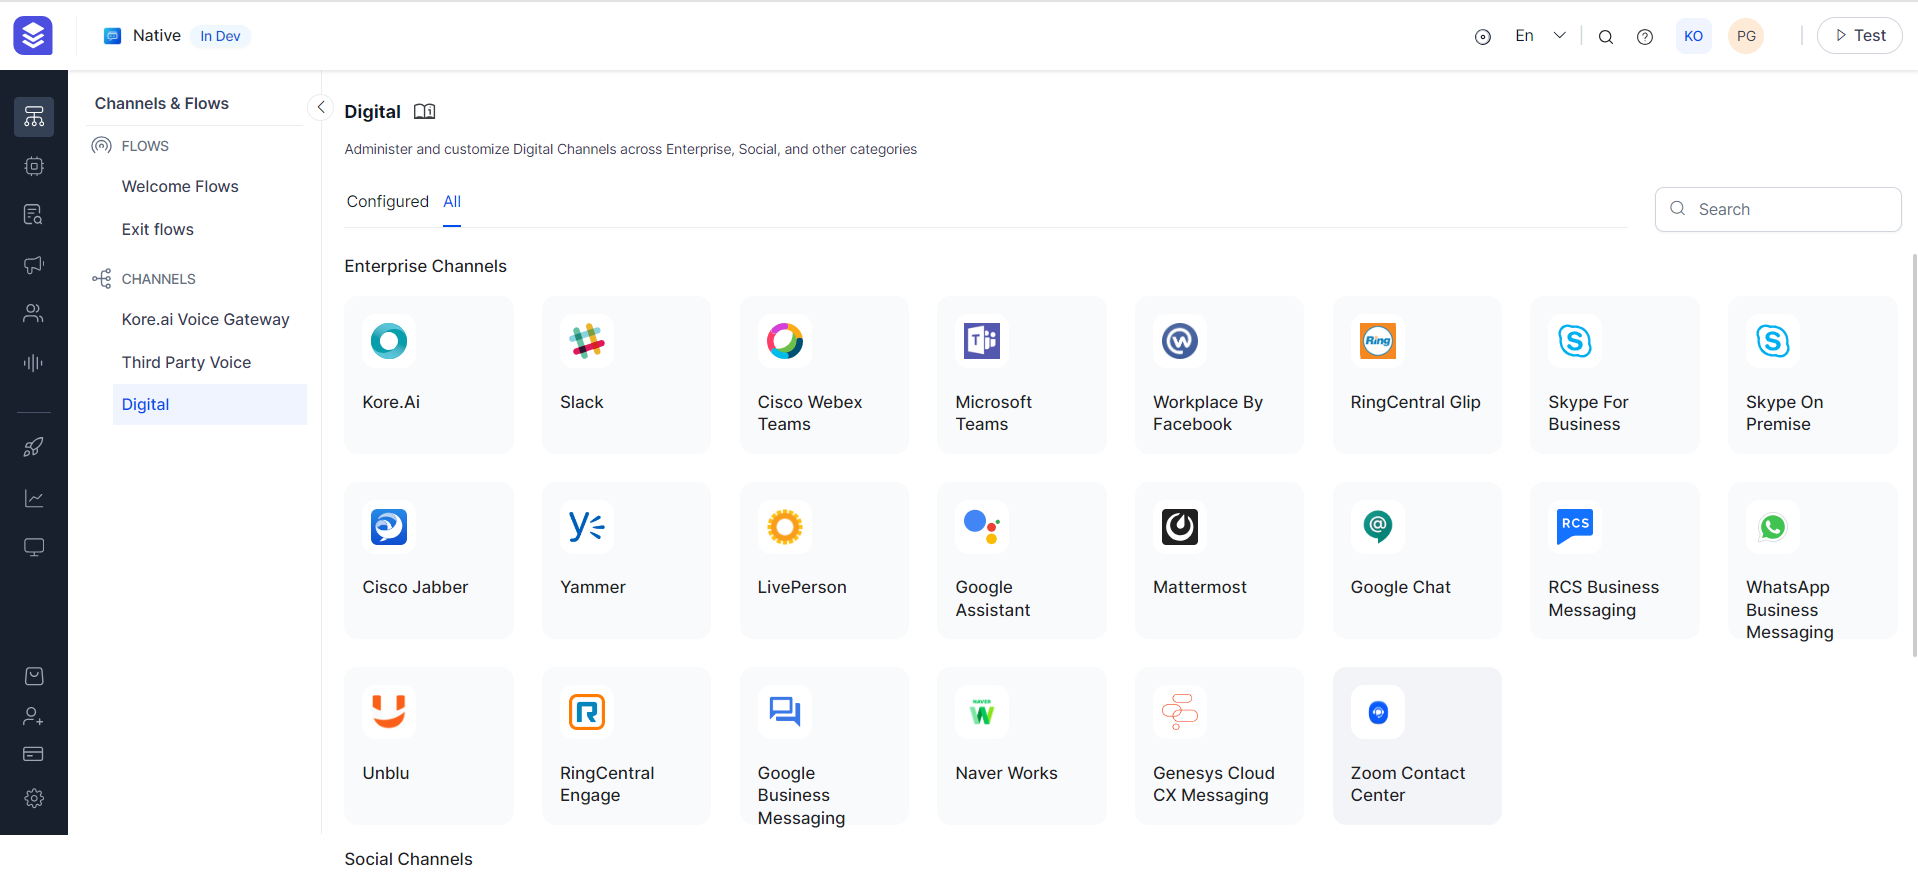 Native In Dev
En
KO
PG
Test
Channels & Flows
FLOWS
Welcome Flows
Exit flows
CHANNELS
Kore.ai Voice Gateway
Third Party Voice
Digital
Digital
Administer and customize Digital Channels across Enterprise, Social, and other categories
Configured All
Search
Enterprise Channels
Kore.Ai
Slack
Cisco Webex
Teams
T
Microsoft
Teams
Workplace By
Facebook
Ring
RingCentral Glip
S
Skype For
Business
S
Skype On
Premise
Cisco Jabber
Yammer
LivePerson
Google
Assistant
Mattermost
@
Google Chat
RCS
RCS Business
Messaging
WhatsApp
Business
Messaging
Unblu
R
RingCentral
Engage
Google
Business
Messaging
NAVER
W
Naver Works
Genesys Cloud
CX Messaging
Zoom Contact
Center
Social Channels